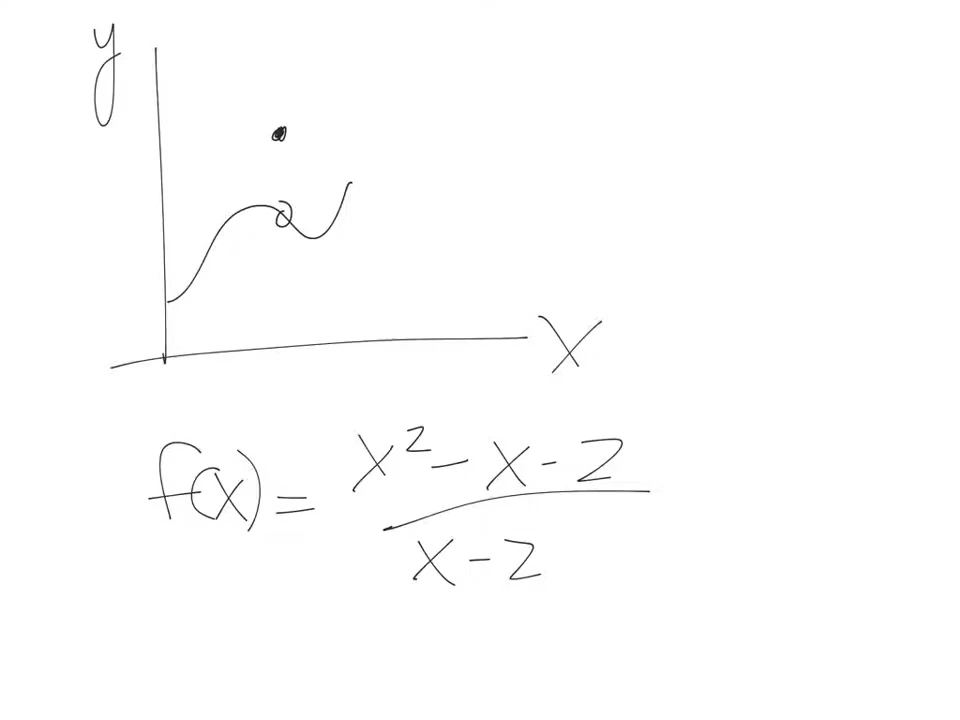 y
x
f(x) = x² - x - 2
x - 2